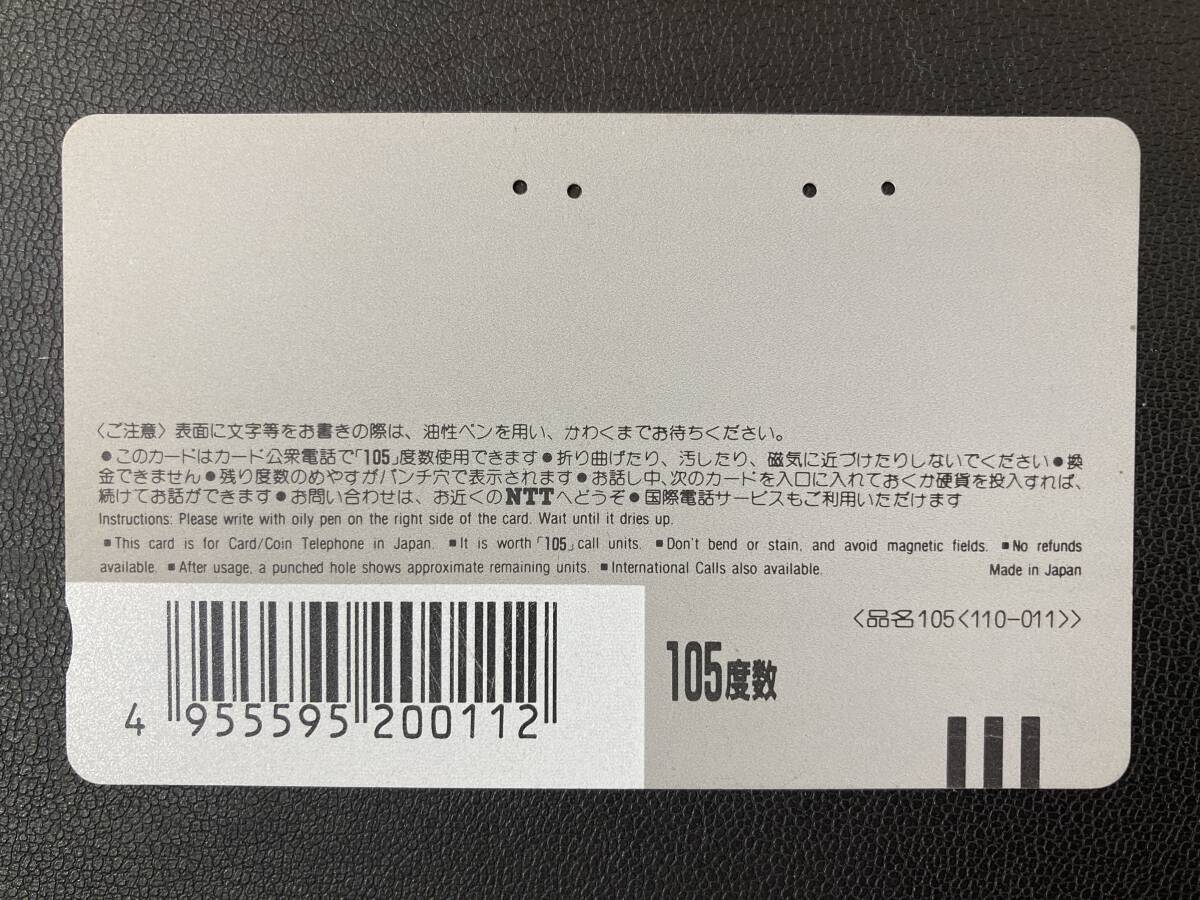 〈ご注意〉表面に文字等をお書きの際は、油性ペンを用い、かわくまでお待ちください。
●このカードはカード公衆電話で「105」度数使用できます●折り曲げたり、汚したり、磁気に近づけたりしないでください●換
金できません●残り度数のめやすがパンチ穴で表示されます●お話し中、次のカードを入口に入れておくか硬貨を投入すれば、
続けてお話ができます●お問い合わせは、お近くのNTTへどうぞ●国際電話サービスもご利用いただけます
Instructions: Please write with oily pen on the right side of the card. Wait until it dries up.
■This card is for Card/Coin Telephone in Japan. ■It is worth「105」call units. ■Don't bend or stain, and avoid magnetic fields. ■No refunds
available. ■After usage, a punched hole shows approximate remaining units. ■International Calls also available. Made in Japan
〈品名105〈110-011〉〉
105度数
4 955595 200112